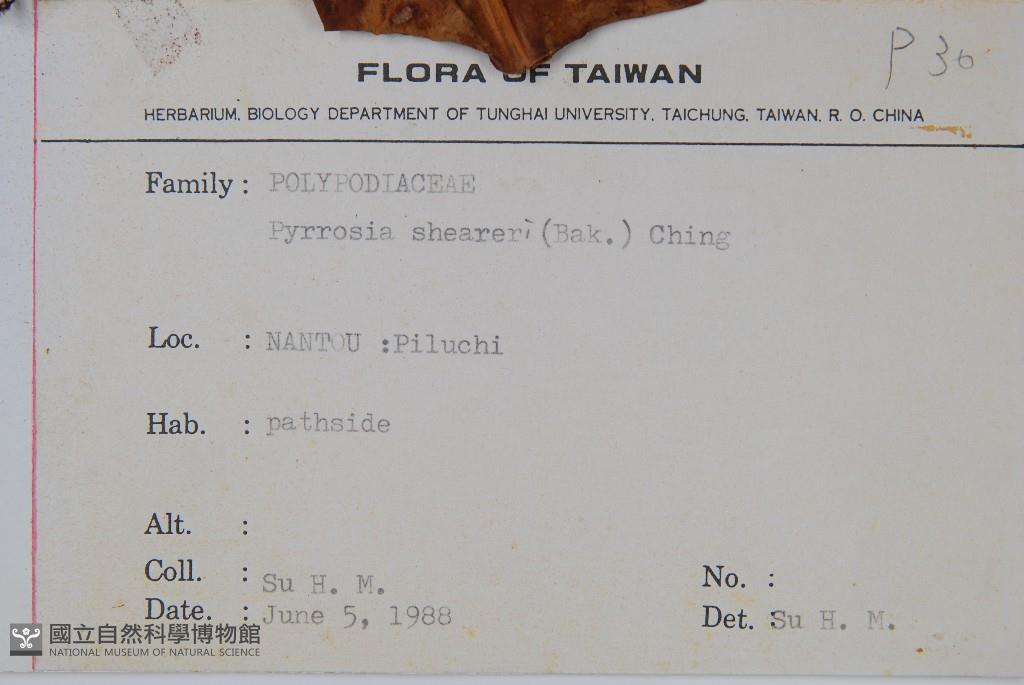 P 30
FLORA OF TAIWAN
HERBARIUM, BIOLOGY DEPARTMENT OF TUNGHAI UNIVERSITY, TAICHUNG, TAIWAN, R. O. CHINA
Family : POLYPODIACEAE
Pyrrosia sheareri (Bak.) Ching
Loc. : NANTOU :Piluchi
Hab. : pathside
Alt. :
Coll. : Su H. M.
No. :
Date. : June 5, 1988
Det. Su H. M.
國立自然科學博物館
NATIONAL MUSEUM OF NATURAL SCIENCE